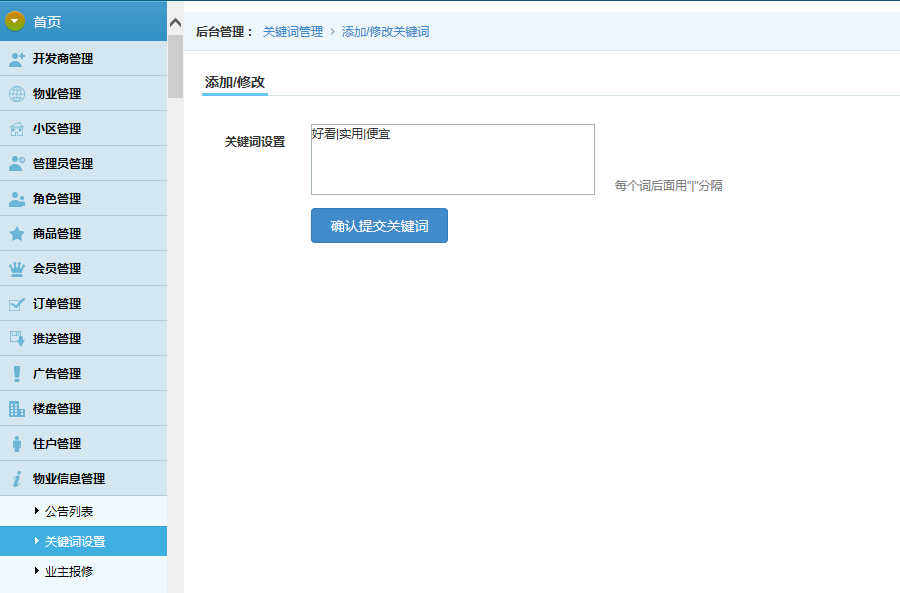 首页
开发商管理
物业管理
小区管理
管理员管理
角色管理
商品管理
会员管理
订单管理
推送管理
广告管理
楼盘管理
住户管理
物业信息管理
公告列表
关键词设置
业主报修
后台管理： 关键词管理 › 添加/修改关键词
添加/修改
关键词设置
好看|实用|便宜
每个词后面用"|"分隔
确认提交关键词